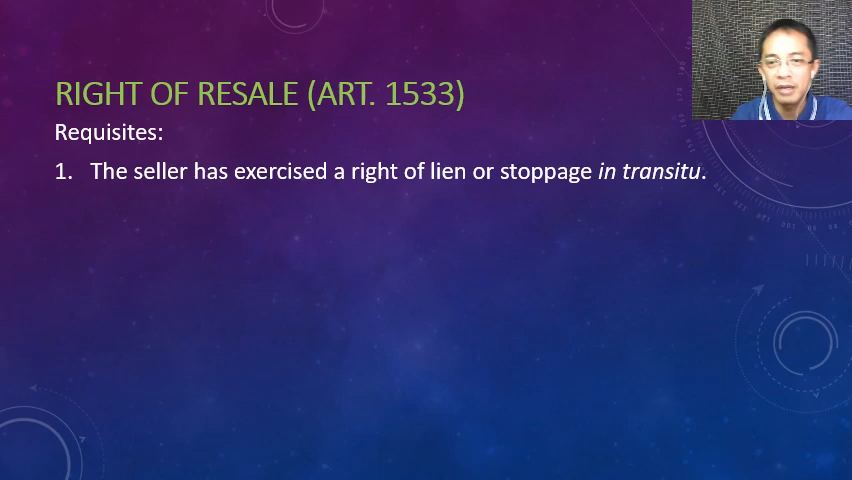 RIGHT OF RESALE (ART. 1533)
Requisites:
1. The seller has exercised a right of lien or stoppage in transitu.